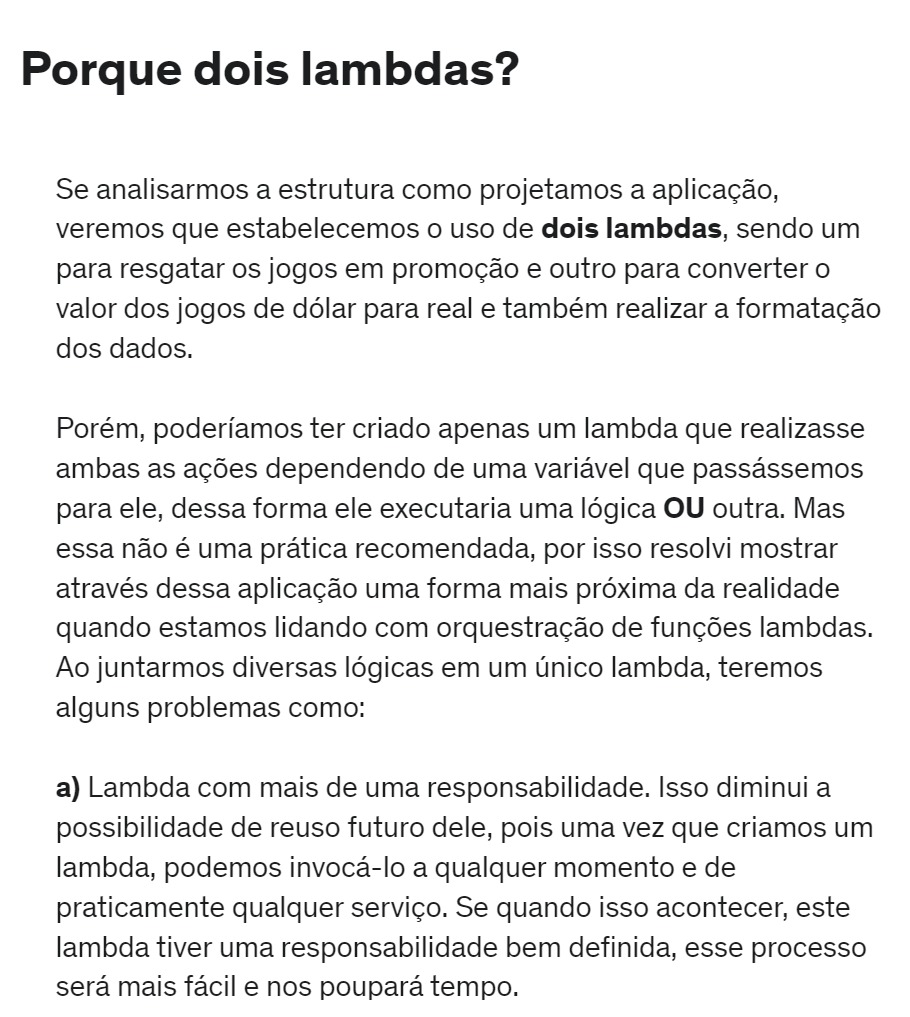 Porque dois lambdas?
Se analisarmos a estrutura como projetamos a aplicação,
veremos que estabelecemos o uso de dois lambdas, sendo um
para resgatar os jogos em promoção e outro para converter o
valor dos jogos de dólar para real e também realizar a formatação
dos dados.
Porém, poderíamos ter criado apenas um lambda que realizasse
ambas as ações dependendo de uma variável que passássemos
para ele, dessa forma ele executaria uma lógica OU outra. Mas
essa não é uma prática recomendada, por isso resolvi mostrar
através dessa aplicação uma forma mais próxima da realidade
quando estamos lidando com orquestração de funções lambdas.
Ao juntarmos diversas lógicas em um único lambda, teremos
alguns problemas como:
a) Lambda com mais de uma responsabilidade. Isso diminui a
possibilidade de reuso futuro dele, pois uma vez que criamos um
lambda, podemos invocá-lo a qualquer momento e de
praticamente qualquer serviço. Se quando isso acontecer, este
lambda tiver uma responsabilidade bem definida, esse processo
será mais fácil e nos poupará tempo.